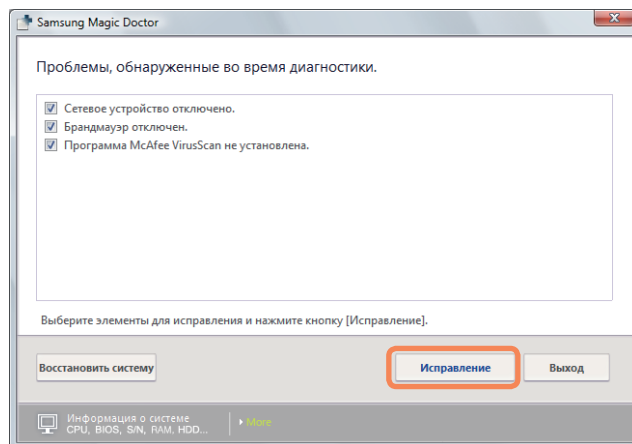 Samsung Magic Doctor
Проблемы, обнаруженные во время диагностики.
Сетевое устройство отключено.
Брандмауэр отключен.
Программа McAfee VirusScan не установлена.
Выберите элементы для исправления и нажмите кнопку [Исправление].
Восстановить систему
Исправление
Выход
Информация о системе
CPU, BIOS, S/N, RAM, HDD...
More